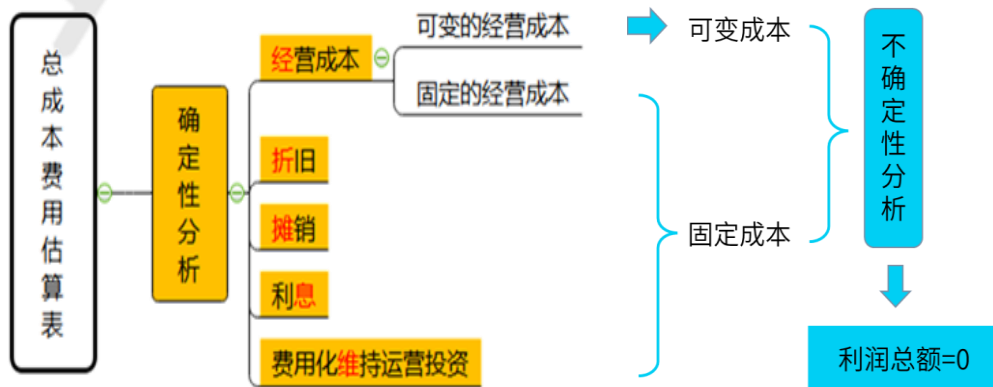 总成本费用估算表
确定性分析
经营成本
可变的经营成本
固定的经营成本
折旧
摊销
利息
费用化维持运营投资
可变成本
固定成本
不确定性分析
利润总额=0